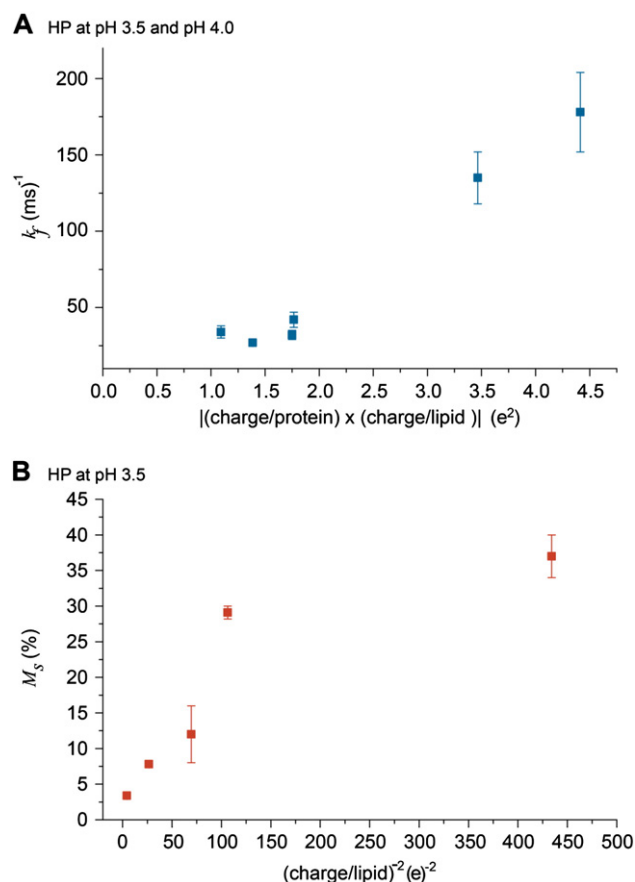 A HP at pH 3.5 and pH 4.0
200
150
100
50
k_f (ms)^-1
0.0 0.5 1.0 1.5 2.0 2.5 3.0 3.5 4.0 4.5
|(charge/protein) x (charge/lipid )| (e²)
B HP at pH 3.5
45
40
35
30
25
20
15
10
5
0
M_S (%)
0 50 100 150 200 250 300 350 400 450 500
(charge/lipid)^-2 (e)^-2